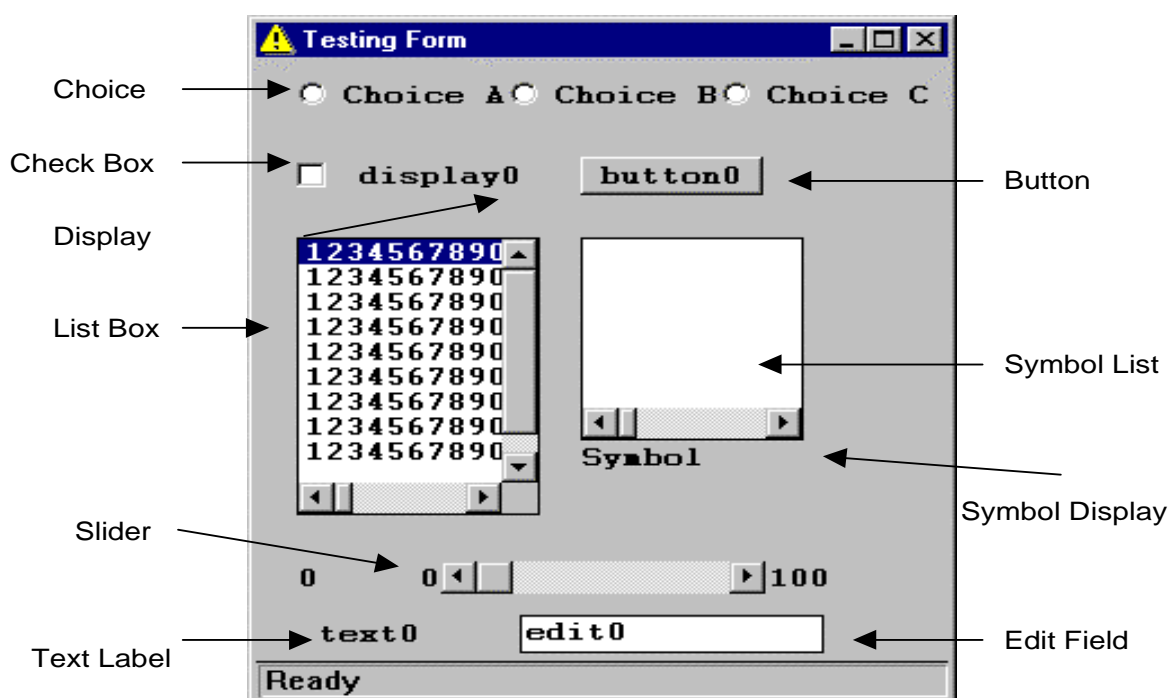 Testing Form
Choice
Choice A Choice B Choice C
Check Box
display0
button0
Button
Display
1234567890
1234567890
1234567890
1234567890
1234567890
1234567890
1234567890
1234567890
1234567890
List Box
Symbol List
Symbol
Symbol Display
Slider
0
0
100
text0
edit0
Edit Field
Text Label
Ready